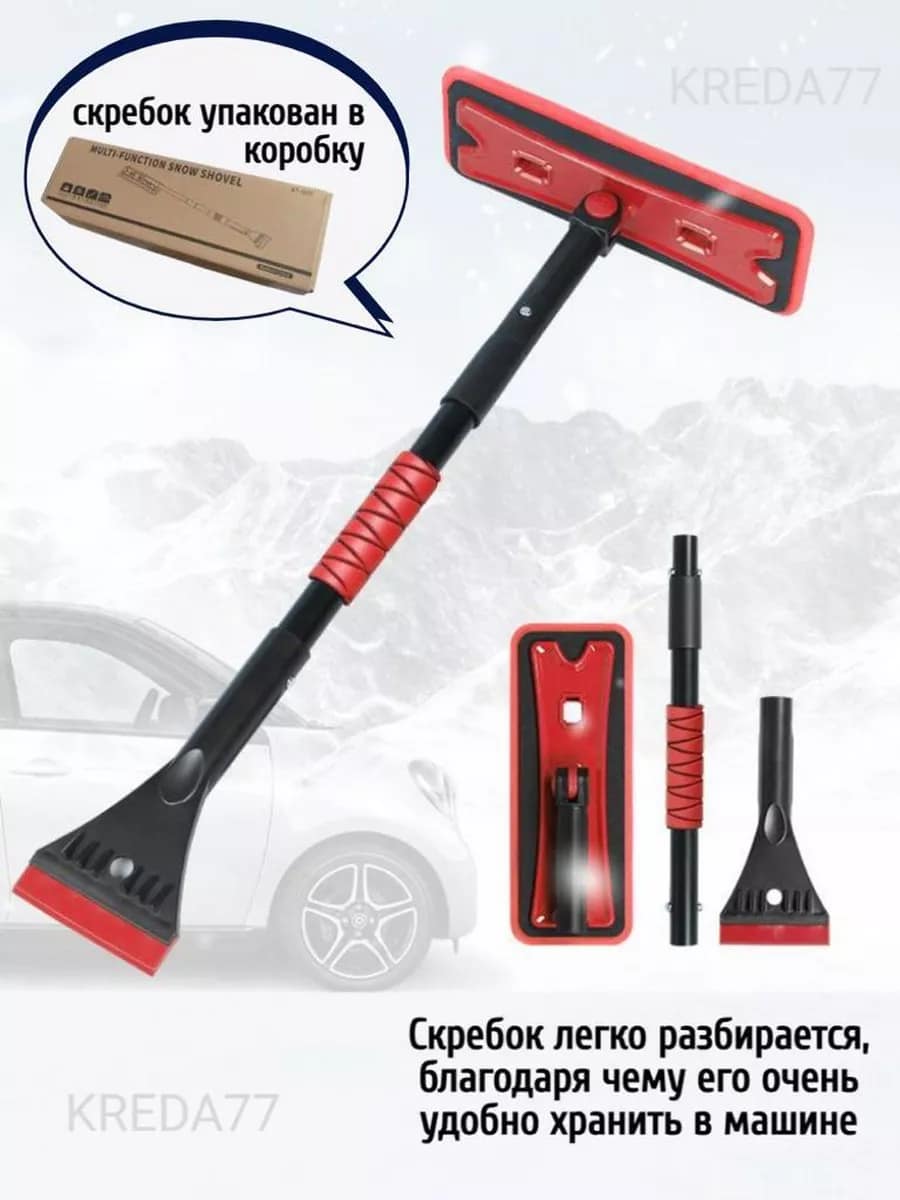 KREDA77
скребок упакован в
коробку
MULTI-FUNCTION SNOW SHOVEL
Скребок легко разбирается,
благодаря чему его очень
удобно хранить в машине
KREDA77